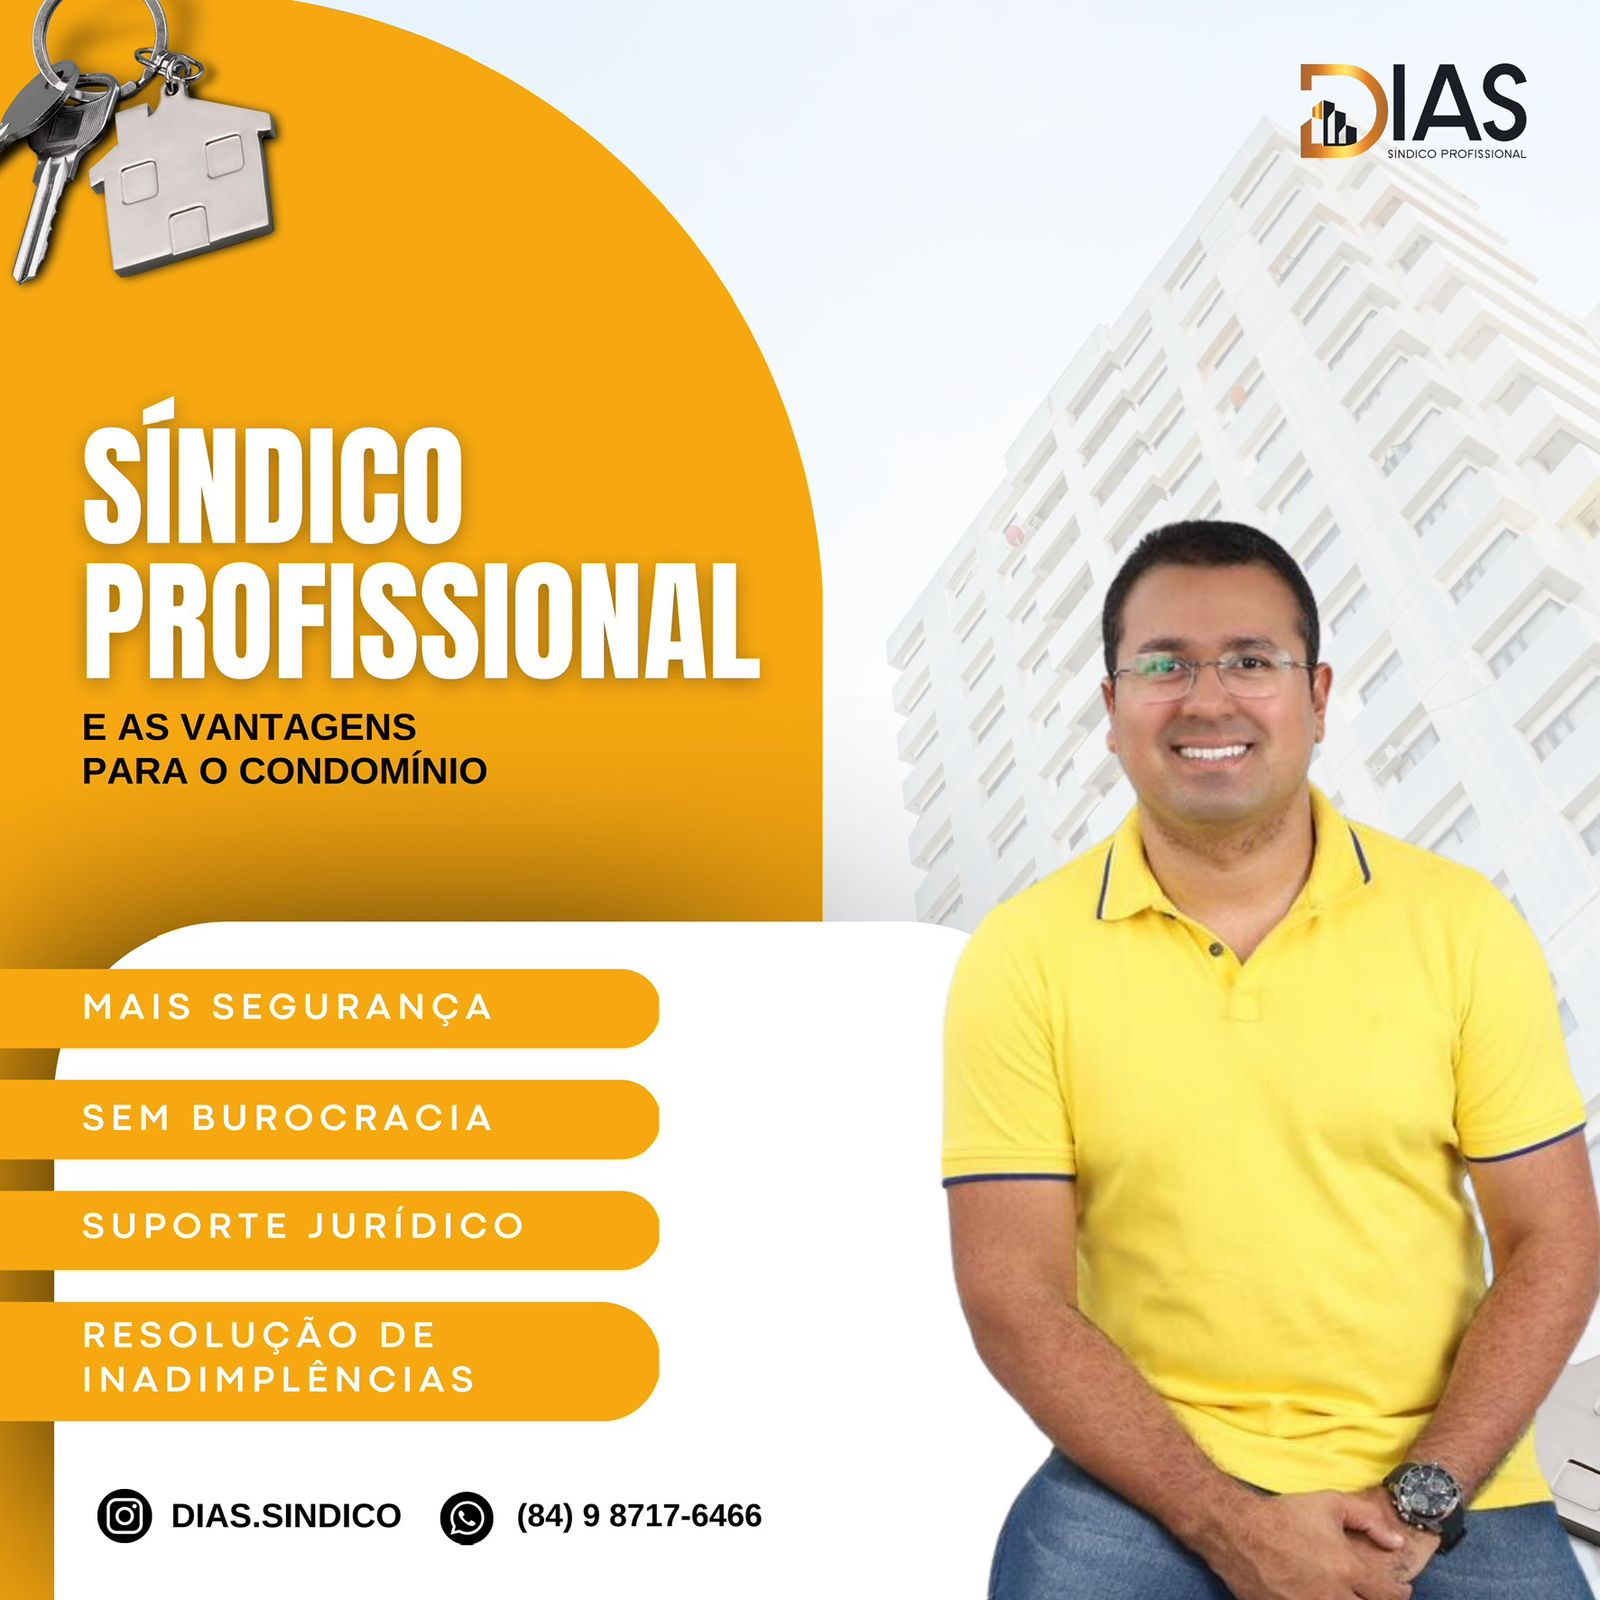 DIAS
SÍNDICO PROFISSIONAL
SÍNDICO
PROFISSIONAL
E AS VANTAGENS
PARA O CONDOMÍNIO
MAIS SEGURANÇA
SEM BUROCRACIA
SUPORTE JURÍDICO
RESOLUÇÃO DE
INADIMPLÊNCIAS
DIAS.SINDICO (84) 9 8717-6466